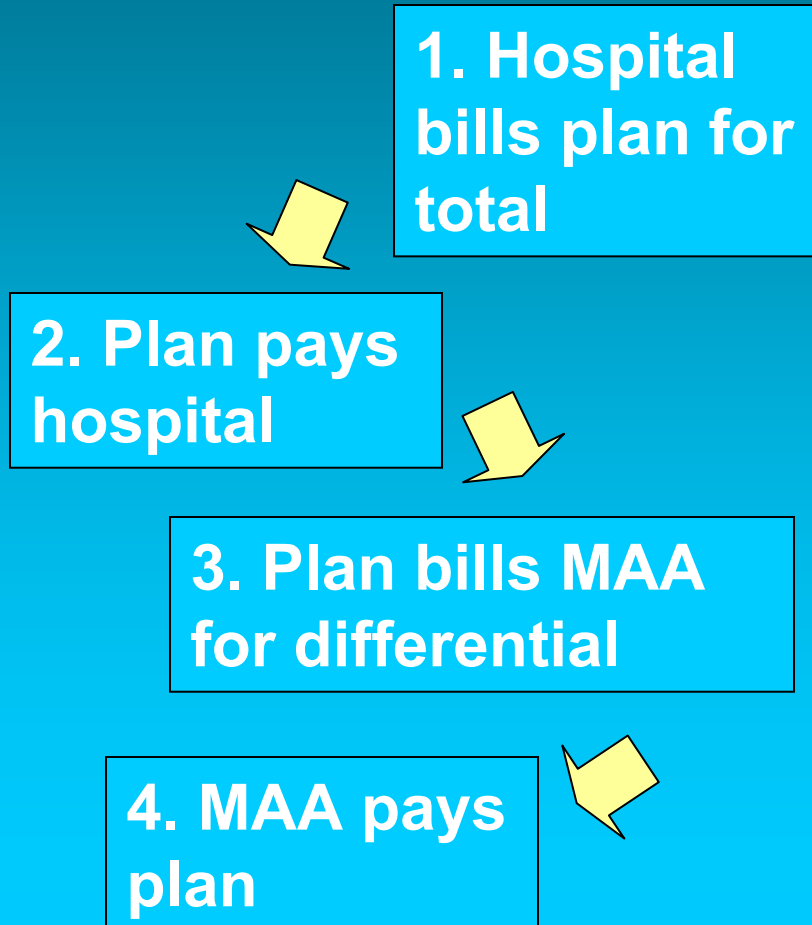 1. Hospital
bills plan for
total
2. Plan pays
hospital
3. Plan bills MAA
for differential
4. MAA pays
plan